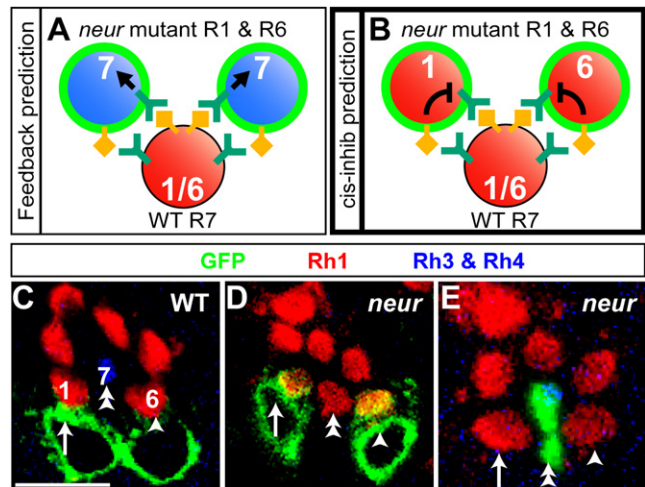 Feedback prediction
A
neur mutant R1 & R6
7
7
1/6
WT R7
cis-inhib prediction
B
neur mutant R1 & R6
1
6
1/6
WT R7
GFP Rh1 Rh3 & Rh4
C
WT
1
7
6
D
neur
E
neur